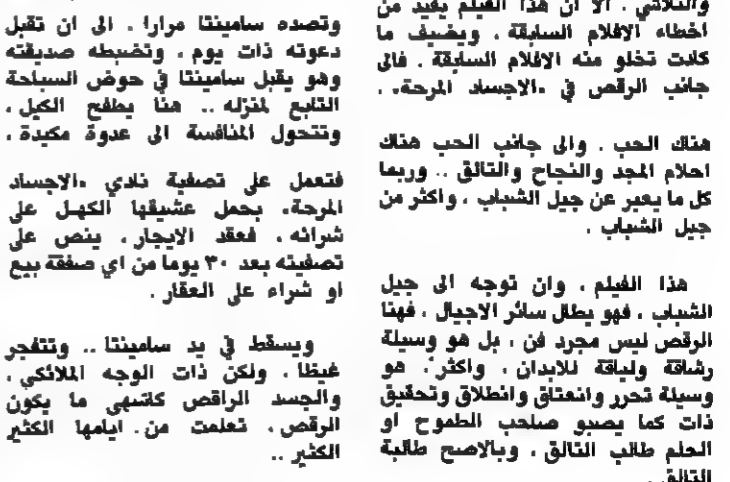 والتلاشي . الا ان هذا الفيلم يفيد من
اخطاء الافلام السابقة . ويضيف ما
كانت تخلو منه الافلام السابقة . فالى
جانب الرقص في «الاجساد المرحة» .
هناك الحب . والى جانب الحب هناك
احلام المجد والنجاح والتالق .. وربما
كل ما يعبر عن جيل الشباب ، واكثر من
جيل الشباب .
هذا الفيلم ، وان توجه الى جيل
الشباب ، فهو يطال سائر الاجيال ، فهنا
الرقص ليس مجرد فن ، بل هو وسيلة
رشاقة ولياقة للابدان . واكثر . هو
وسيلة تحرر وانعتاق وانطلاق وتحقيق
ذات كما يصبو صاحب الطموح او
الحلم طالب التالق ، وبالاصح طالبة
التالق .
وتصده سامينتا مرارا . الى ان تقبل
دعوته ذات يوم ، وتضبطه صديقته
وهو يقبل سامينتا في حوض السباحة
التابع لمنزله .. هنا يطفح الكيل ،
وتتحول المنافسة الى عدوة مكيدة ،
فتعمل على تصفية نادي «الاجساد
المرحة» بحمل عشيقها الكهل على
شرائه ، فعقد الايجار ، ينص على
تصفيته بعد ٣٠ يوما من اي صفقة بيع
او شراء على العقار .
ويسقط في يد سامينتا .. وتتفجر
غيظا . ولكن ذات الوجه الملائكي ،
والجسد الراقص كاشهى ما يكون
الرقص ، تعلمت من ايامها الكثير
الكثير ..